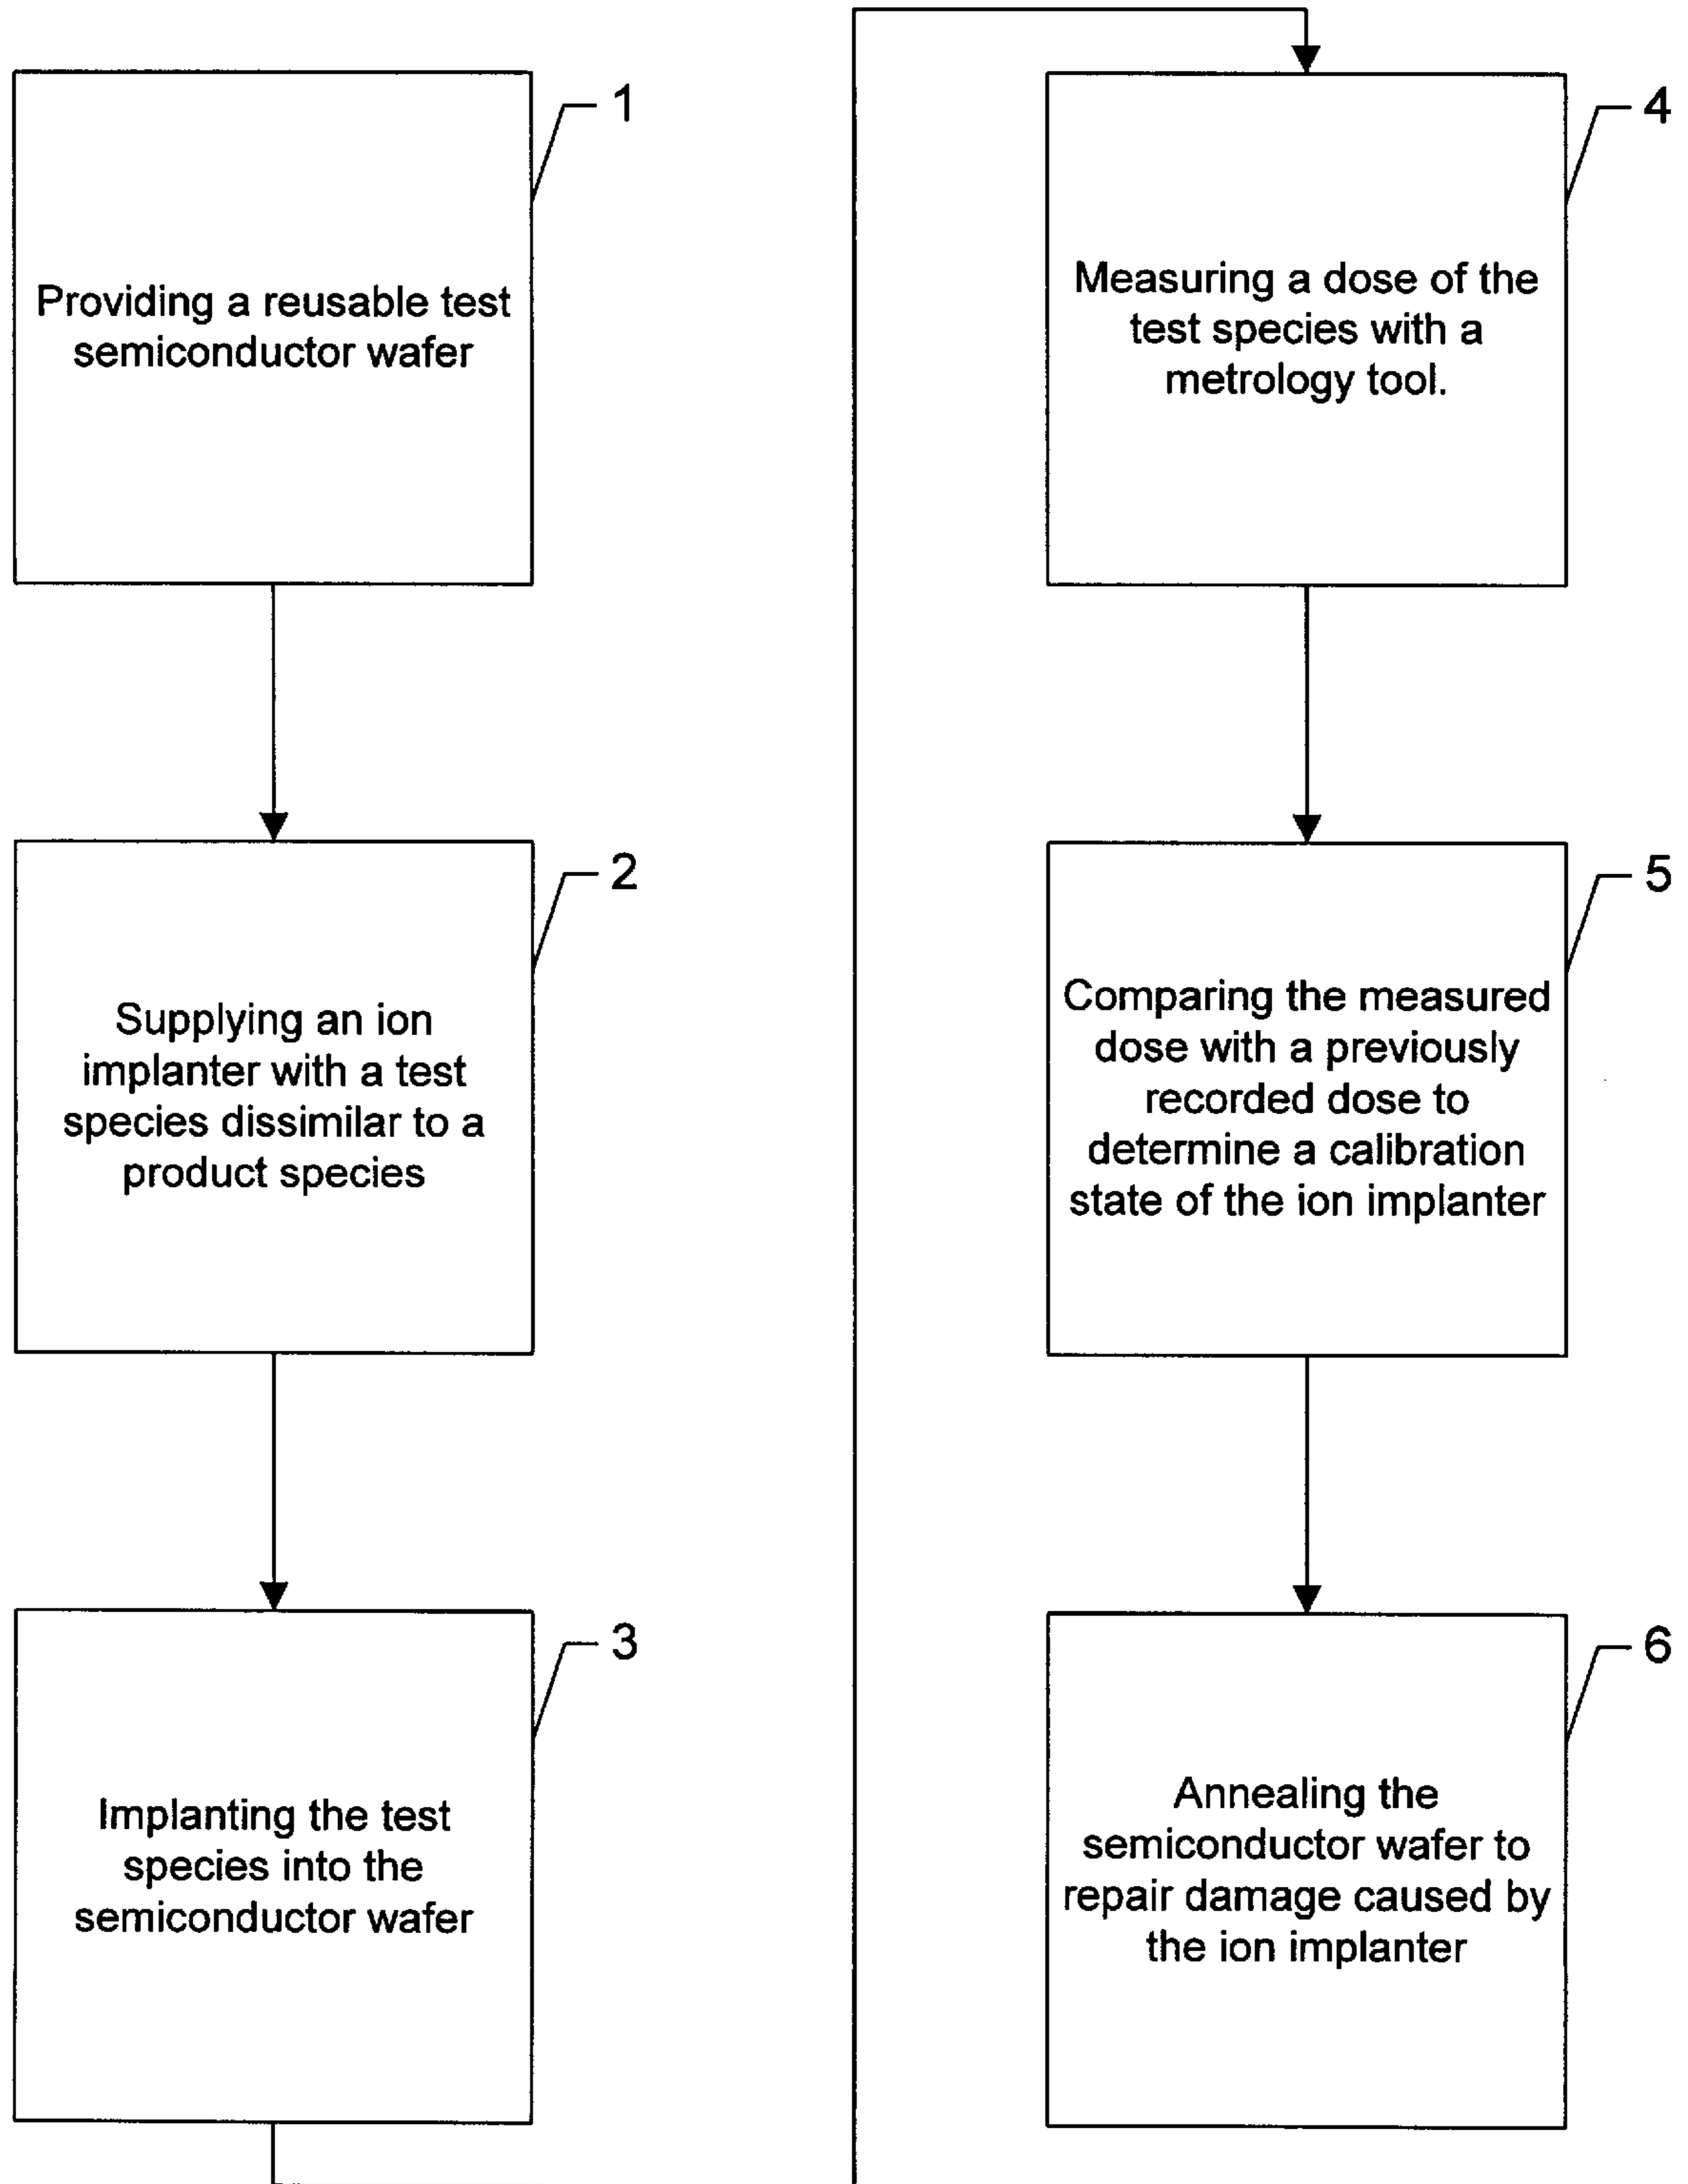 1
Providing a reusable test
semiconductor wafer
2
Supplying an ion
implanter with a test
species dissimilar to a
product species
3
Implanting the test
species into the
semiconductor wafer
4
Measuring a dose of the
test species with a
metrology tool.
5
Comparing the measured
dose with a previously
recorded dose to
determine a calibration
state of the ion implanter
6
Annealing the
semiconductor wafer to
repair damage caused by
the ion implanter